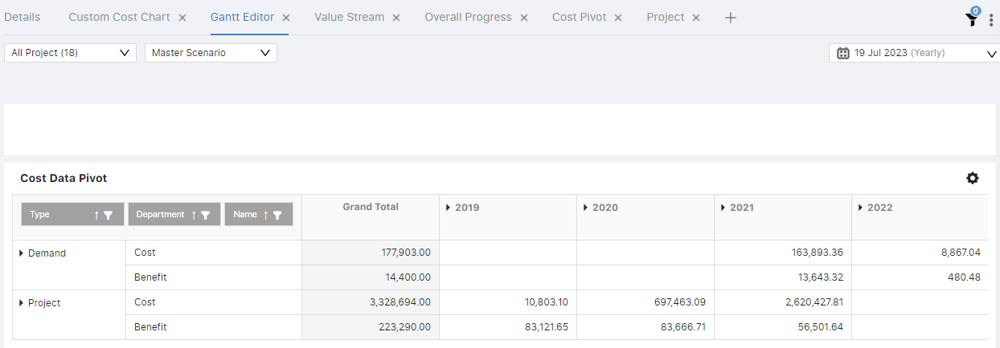 Details Custom Cost Chart Gantt Editor Value Stream Overall Progress Cost Pivot Project
0
All Project (18) Master Scenario 19 Jul 2023 (Yearly)
Cost Data Pivot
Type Department Name Grand Total 2019 2020 2021 2022
Demand Cost 177,903.00 163,893.36 8,867.04
Benefit 14,400.00 13,643.32 480.48
Project Cost 3,328,694.00 10,803.10 697,463.09 2,620,427.81
Benefit 223,290.00 83,121.65 83,666.71 56,501.64